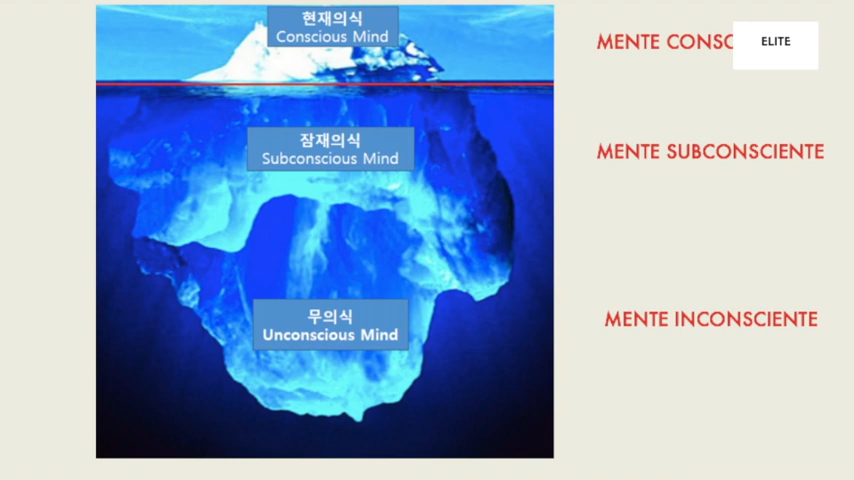 현재의식
Conscious Mind
MENTE
ELITE
잠재의식
Subconscious Mind
MENTE SUBCONSCIENTE
무의식
Unconscious Mind
MENTE INCONSCIENTE